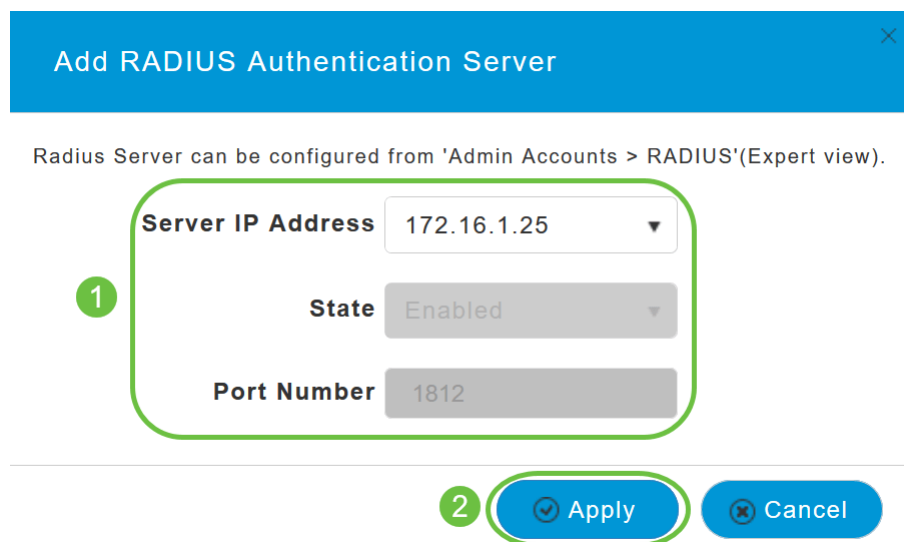 Add RADIUS Authentication Server
Radius Server can be configured from 'Admin Accounts > RADIUS'(Expert view).
Server IP Address 172.16.1.25
1
State Enabled
Port Number 1812
2 Apply Cancel